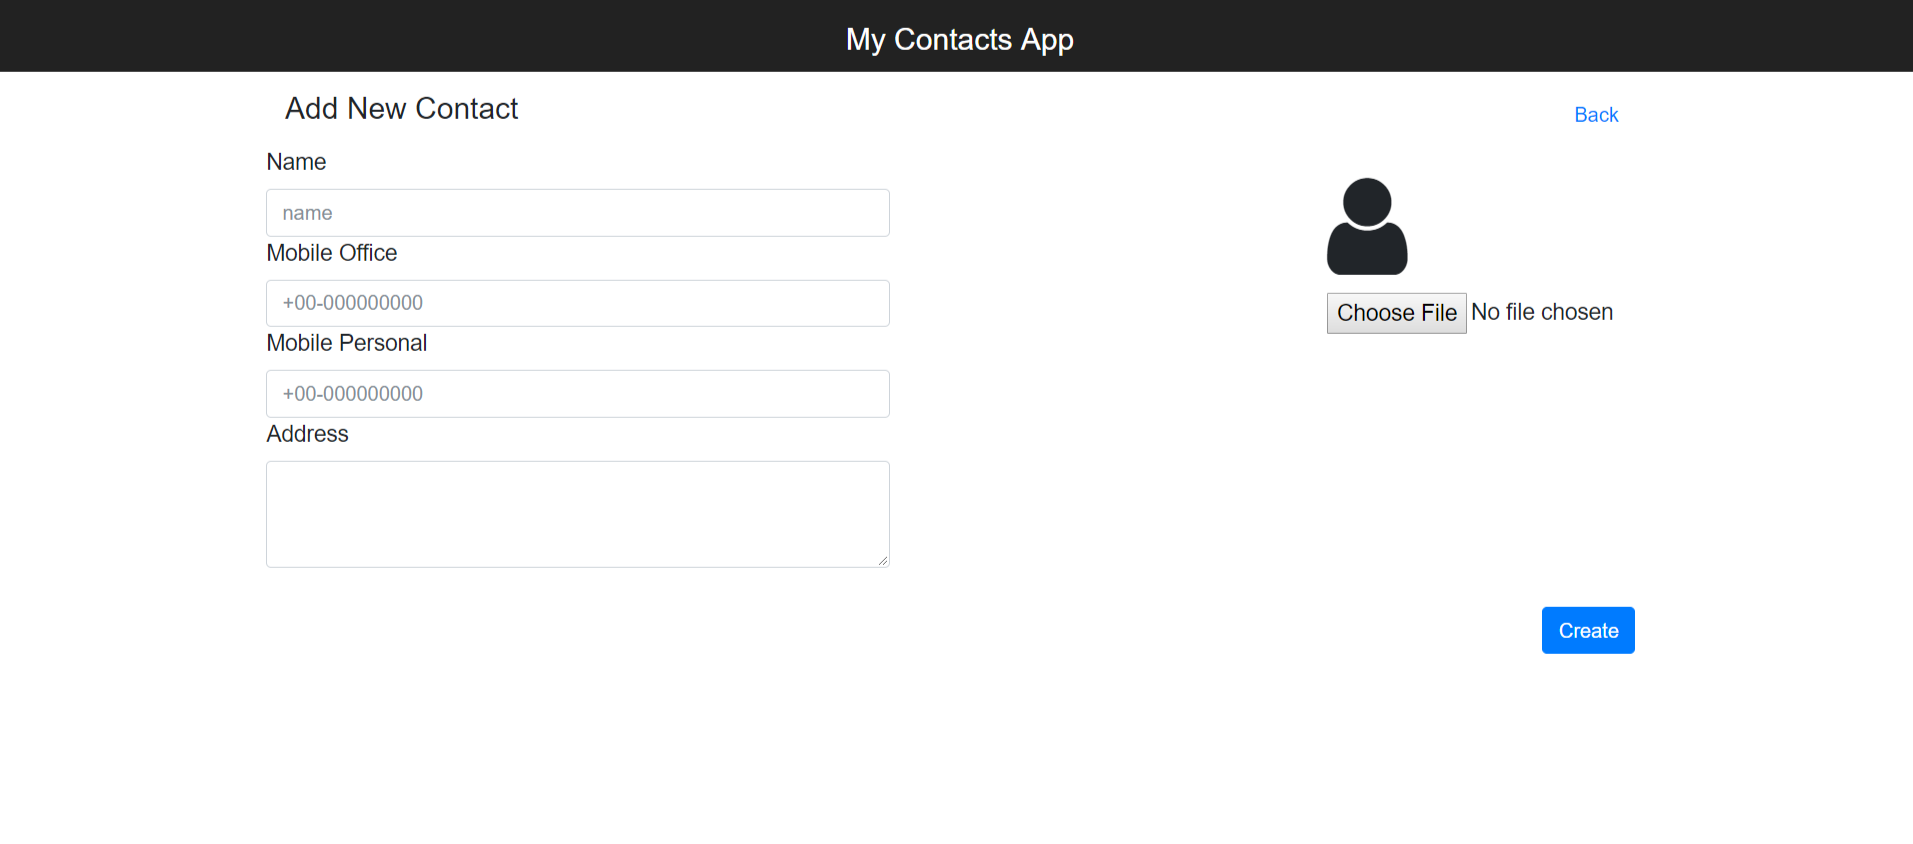 My Contacts App
Add New Contact
Back
Name
name
Mobile Office
+00-000000000
Mobile Personal
+00-000000000
Address
Choose File No file chosen
Create